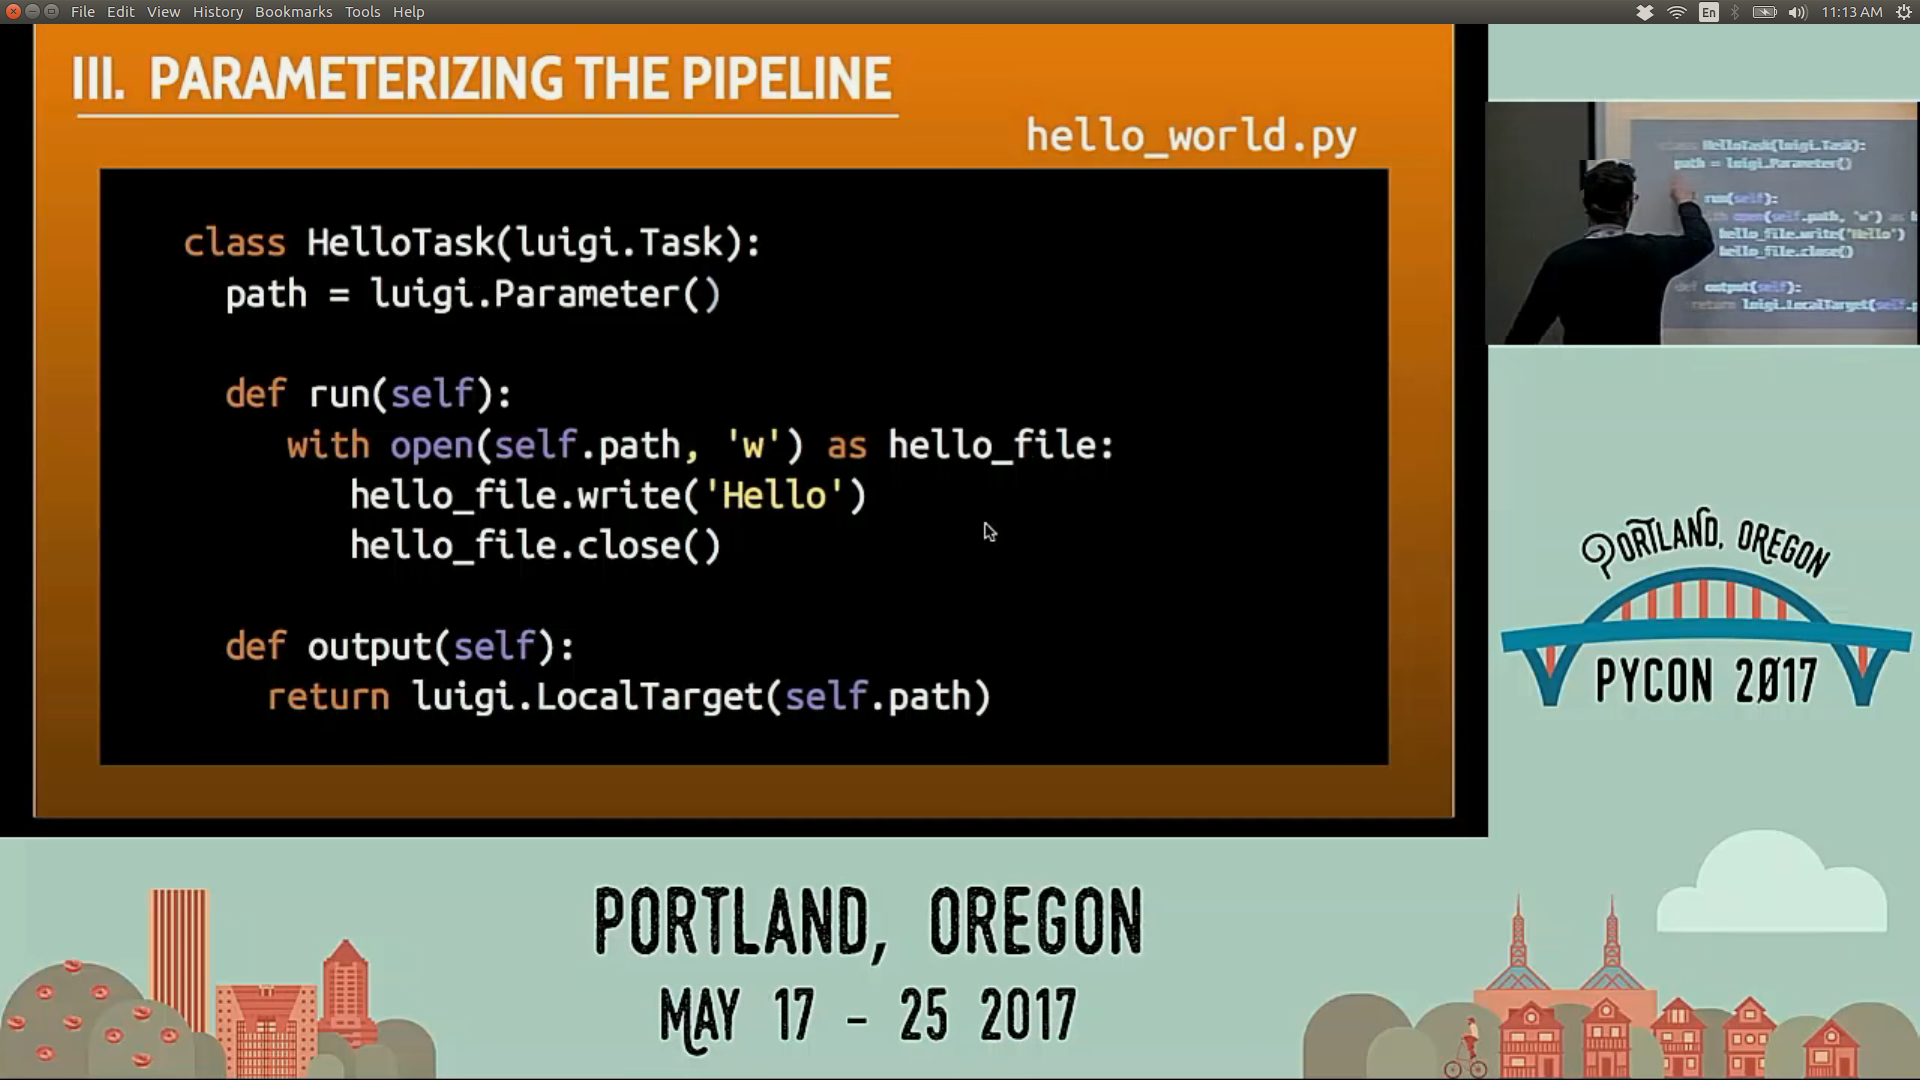 File Edit View History Bookmarks Tools Help
En
11:13 AM
III. PARAMETERIZING THE PIPELINE
hello_world.py
class HelloTask(luigi.Task):
path = luigi.Parameter()
def run(self):
with open(self.path, 'w') as hello_file:
hello_file.write('Hello')
hello_file.close()
def output(self):
return luigi.LocalTarget(self.path)
HelloTask(luigi.Task):
path = luigi.Parameter()
run(self):
open(self.path, 'w') as
hello_file.write("Hello")
hello_file.close()
def output(self):
return luigi.LocalTarget(self.
PORTLAND, OREGON
PYCON 2017
PORTLAND, OREGON
MAY 17 - 25 2017